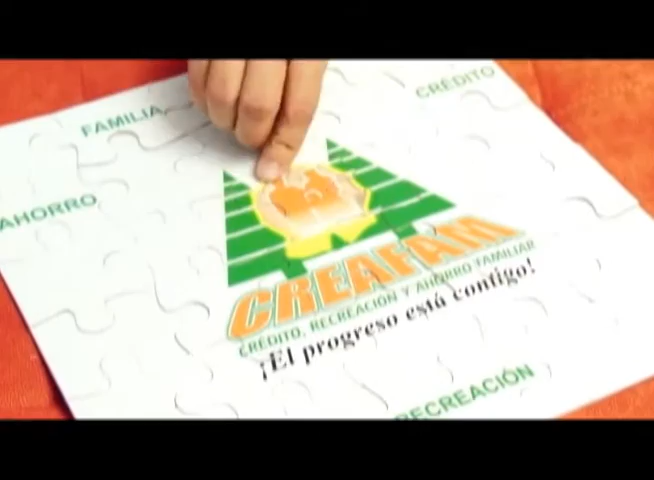 CRÉDITO
FAMILIA
AHORRO
CREAFAM
CRÉDITO, RECREACIÓN Y AHORRO FAMILIAR
¡El progreso está contigo!
RECREACIÓN